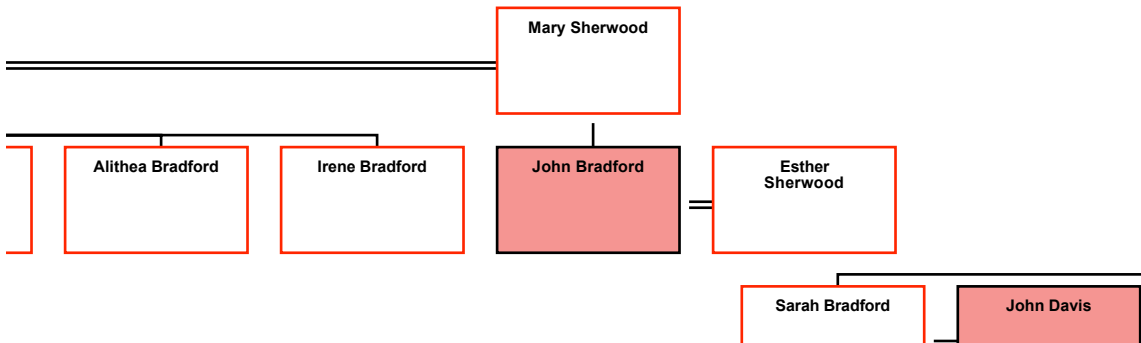 Mary Sherwood
Alithea Bradford
Irene Bradford
John Bradford
Esther
Sherwood
Sarah Bradford
John Davis